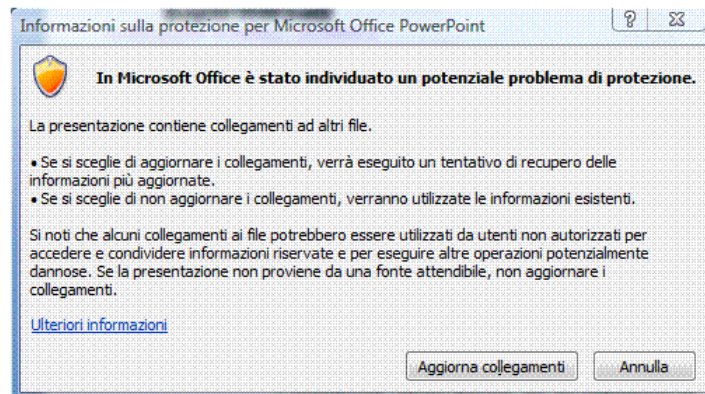 Informazioni sulla protezione per Microsoft Office PowerPoint
In Microsoft Office è stato individuato un potenziale problema di protezione.
La presentazione contiene collegamenti ad altri file.
• Se si sceglie di aggiornare i collegamenti, verrà eseguito un tentativo di recupero delle
informazioni più aggiornate.
• Se si sceglie di non aggiornare i collegamenti, verranno utilizzate le informazioni esistenti.
Si noti che alcuni collegamenti ai file potrebbero essere utilizzati da utenti non autorizzati per
accedere e condividere informazioni riservate e per eseguire altre operazioni potenzialmente
dannose. Se la presentazione non proviene da una fonte attendibile, non aggiornare i
collegamenti.
Ulteriori informazioni
Aggiorna collegamenti Annulla